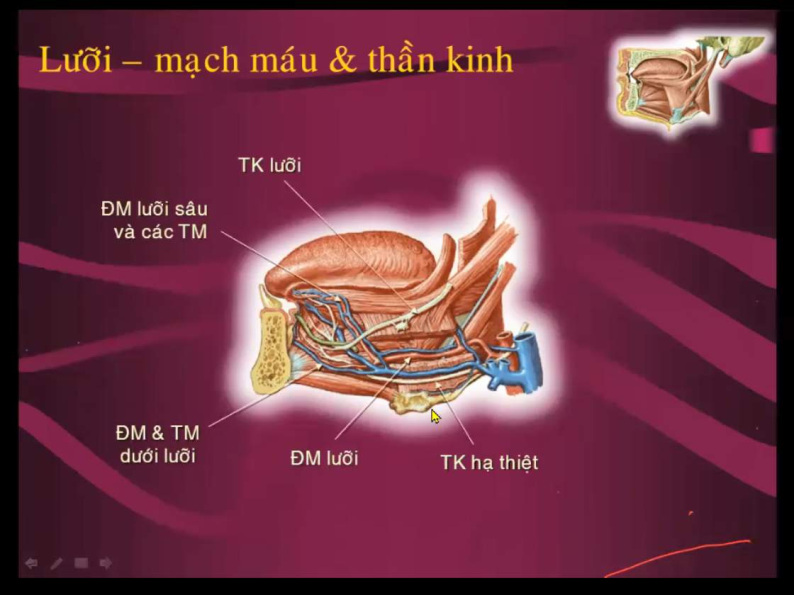 Lưỡi – mạch máu & thần kinh
TK lưỡi
ĐM lưỡi sâu
và các TM
ĐM & TM
dưới lưỡi
ĐM lưỡi
TK hạ thiệt